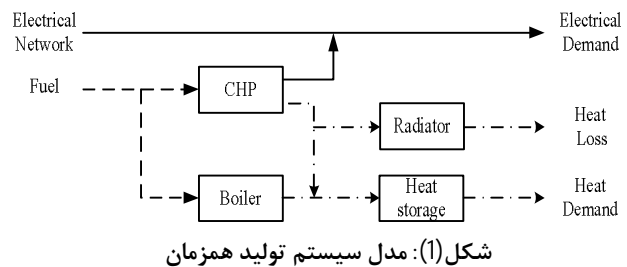 Electrical
Network
Electrical
Demand
Fuel
CHP
Radiator
Heat
Loss
Boiler
Heat
storage
Heat
Demand
شکل(1): مدل سیستم تولید همزمان